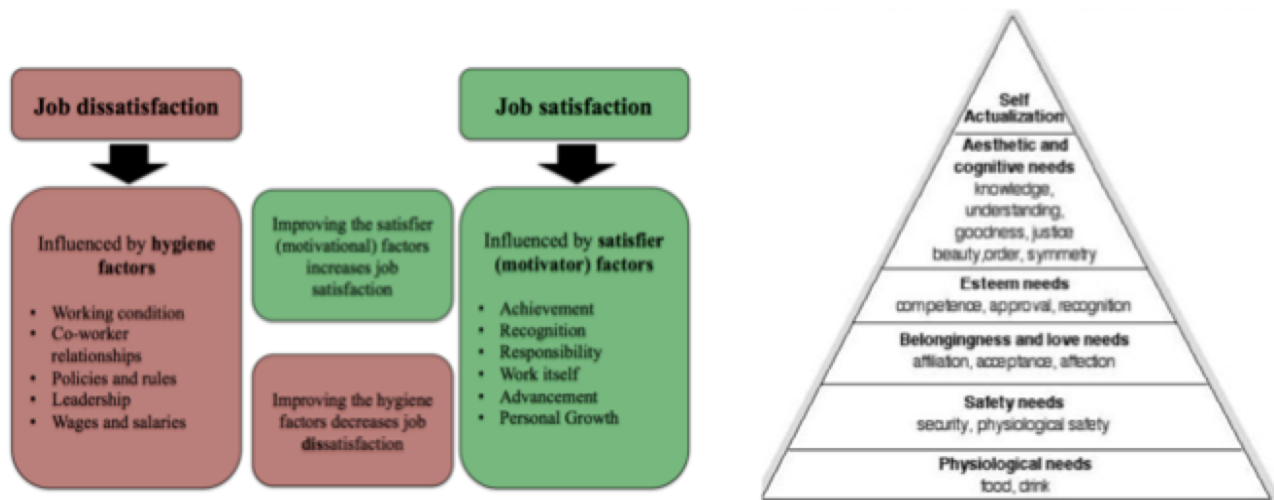 Job dissatisfaction
Influenced by hygiene
factors
• Working condition
• Co-worker
relationships
• Policies and rules
• Leadership
• Wages and salaries
Improving the satisfier
(motivational) factors
increases job
satisfaction
Improving the hygiene
factors decreases job
dissatisfaction
Job satisfaction
Influenced by satisfier
(motivator) factors
• Achievement
• Recognition
• Responsibility
• Work itself
• Advancement
• Personal Growth
Self
Actualization
Aesthetic and
cognitive needs
knowledge,
understanding,
goodness, justice
beauty,order, symmetry
Esteem needs
competence, approval, recognition
Belongingness and love needs
affiliation, acceptance, affection
Safety needs
security, physiological safety
Physiological needs
food, drink